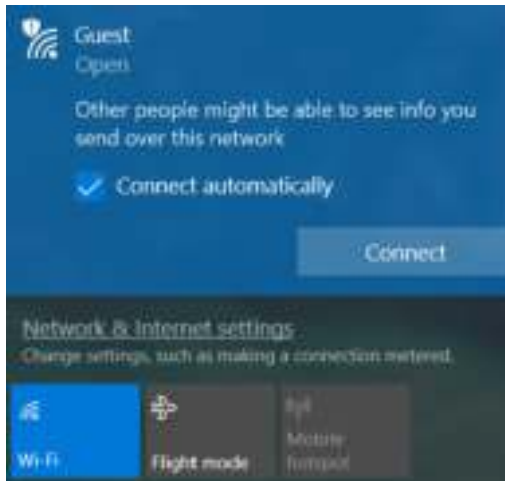 Guest
Open
Other people might be able to see info you
send over this network
Connect automatically
Connect
Network & Internet settings
Change settings, such as making a connection metered.
Wi-Fi
Flight mode
Mobile
hotspot